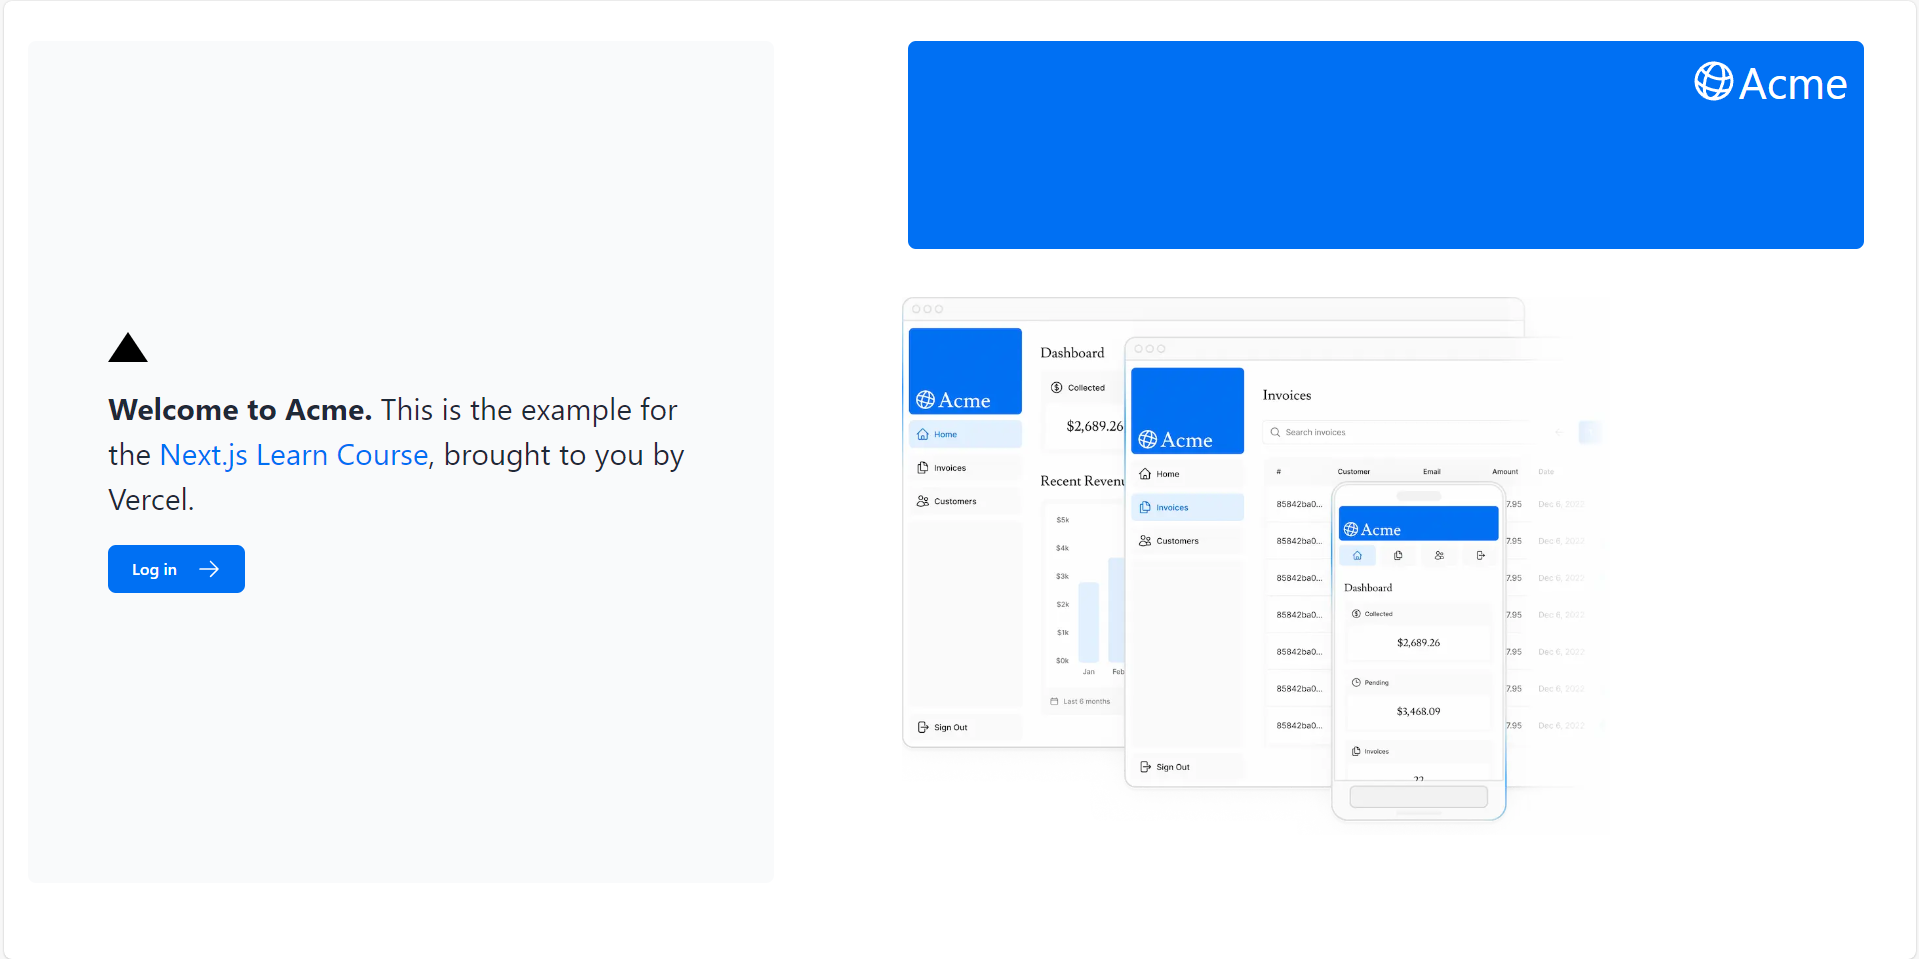 Acme
Welcome to Acme. This is the example for
the Next.js Learn Course, brought to you by
Vercel.
Log in
Acme
Home
Invoices
Customers
Sign Out
Dashboard
Collected
$2,689.26
Recent Revenu
$5k
$4k
$3k
$2k
$1k
$0k
Jan Feb
Last 6 months
Acme
Home
Invoices
Customers
Sign Out
Invoices
Search invoices
# Customer Email Amount Date
85842ba0... 7.95 Dec 6, 2022
85842ba0... 7.95 Dec 6, 2022
85842ba0... 7.95 Dec 6, 2022
85842ba0... 7.95 Dec 6, 2022
85842ba0... 7.95 Dec 6, 2022
85842ba0... 7.95 Dec 6, 2022
85842ba0... 7.95 Dec 6, 2022
Acme
Dashboard
Collected
$2,689.26
Pending
$3,468.09
Invoices
22